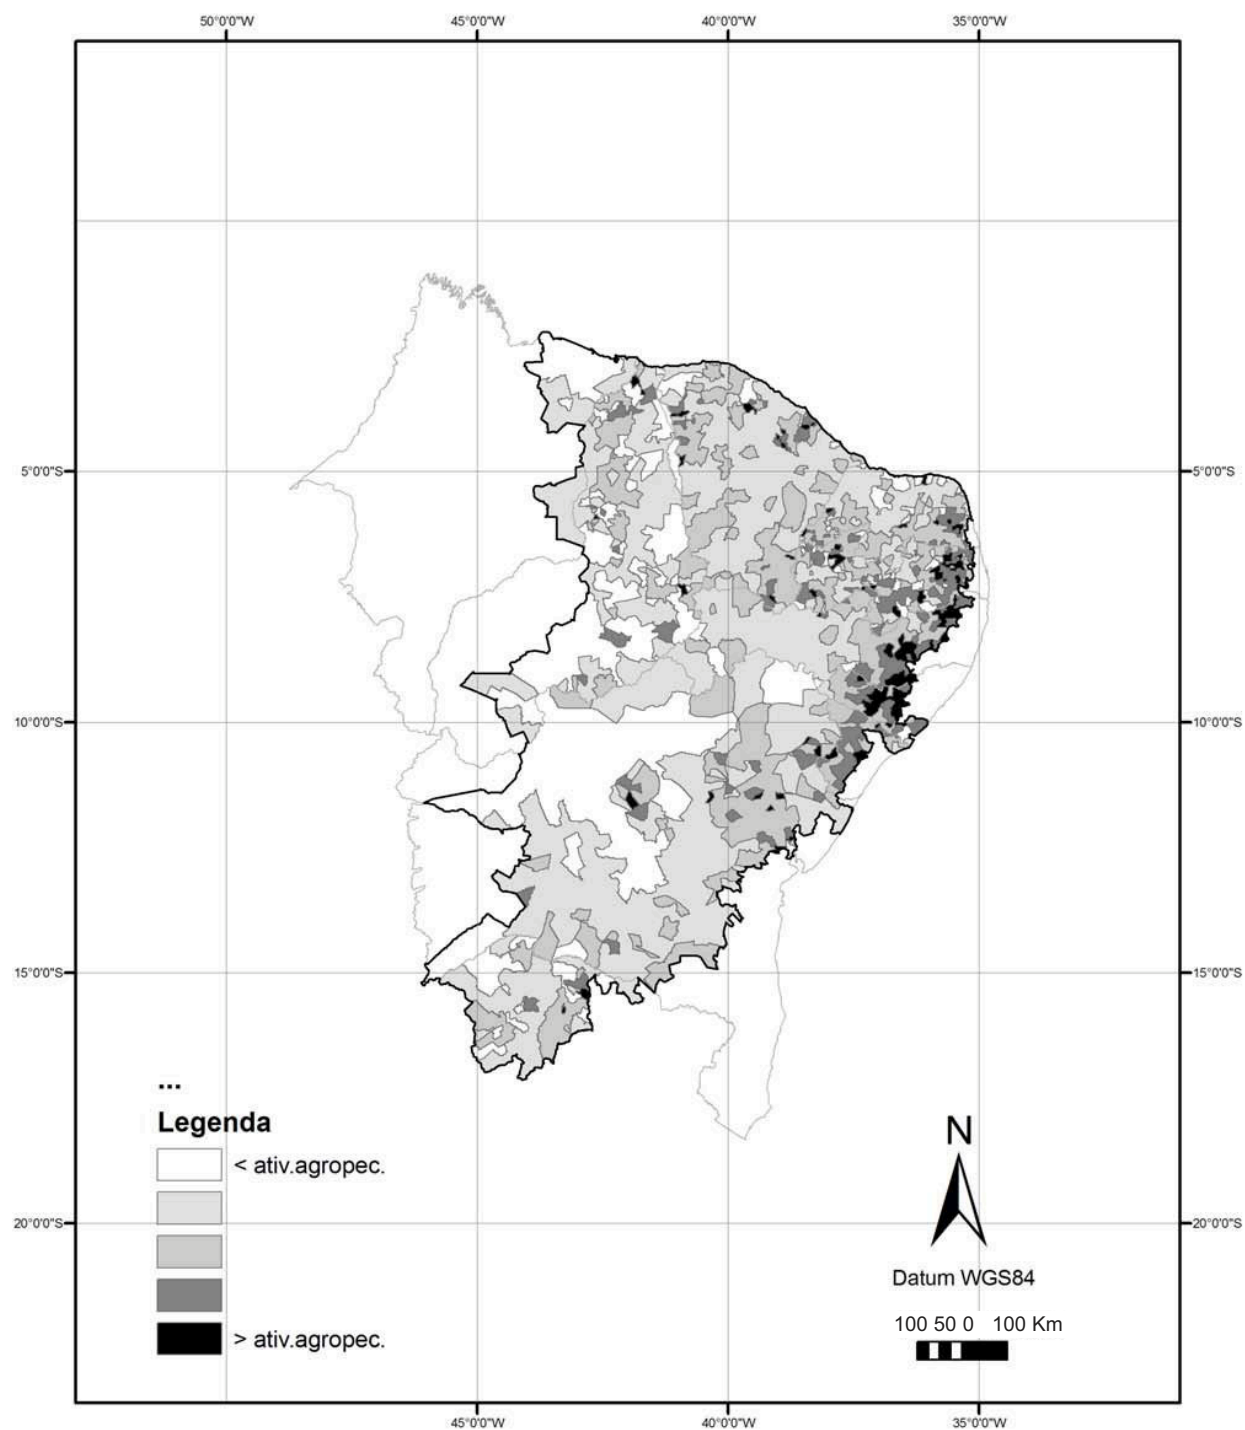 50°0'0"W 45°0'0"W 40°0'0"W 35°0'0"W
5°0'0"S 5°0'0"S
10°0'0"S 10°0'0"S
15°0'0"S 15°0'0"S
...
Legenda
< ativ.agropec.
> ativ.agropec.
N
20°0'0"S 20°0'0"S
Datum WGS84
100 50 0 100 Km
45°0'0"W 40°0'0"W 35°0'0"W